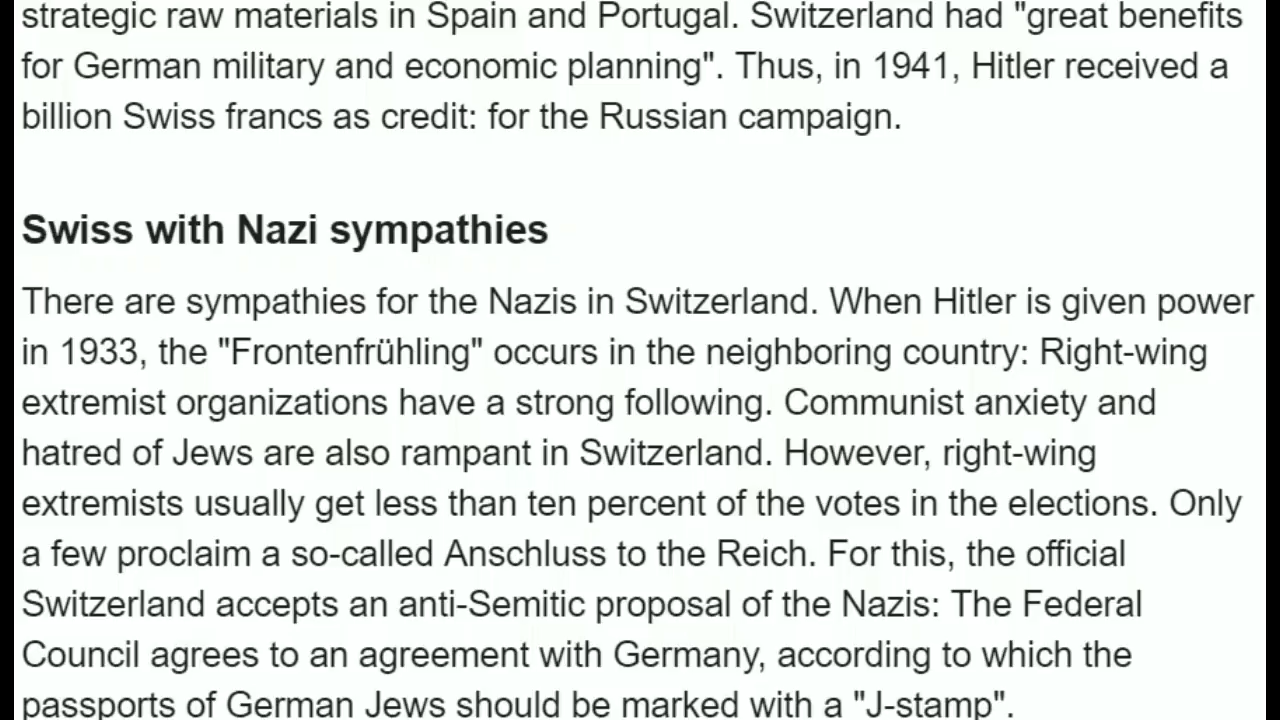 strategic raw materials in Spain and Portugal. Switzerland had "great benefits
for German military and economic planning". Thus, in 1941, Hitler received a
billion Swiss francs as credit: for the Russian campaign.
Swiss with Nazi sympathies
There are sympathies for the Nazis in Switzerland. When Hitler is given power
in 1933, the "Frontenfrühling" occurs in the neighboring country: Right-wing
extremist organizations have a strong following. Communist anxiety and
hatred of Jews are also rampant in Switzerland. However, right-wing
extremists usually get less than ten percent of the votes in the elections. Only
a few proclaim a so-called Anschluss to the Reich. For this, the official
Switzerland accepts an anti-Semitic proposal of the Nazis: The Federal
Council agrees to an agreement with Germany, according to which the
passports of German Jews should be marked with a "J-stamp".